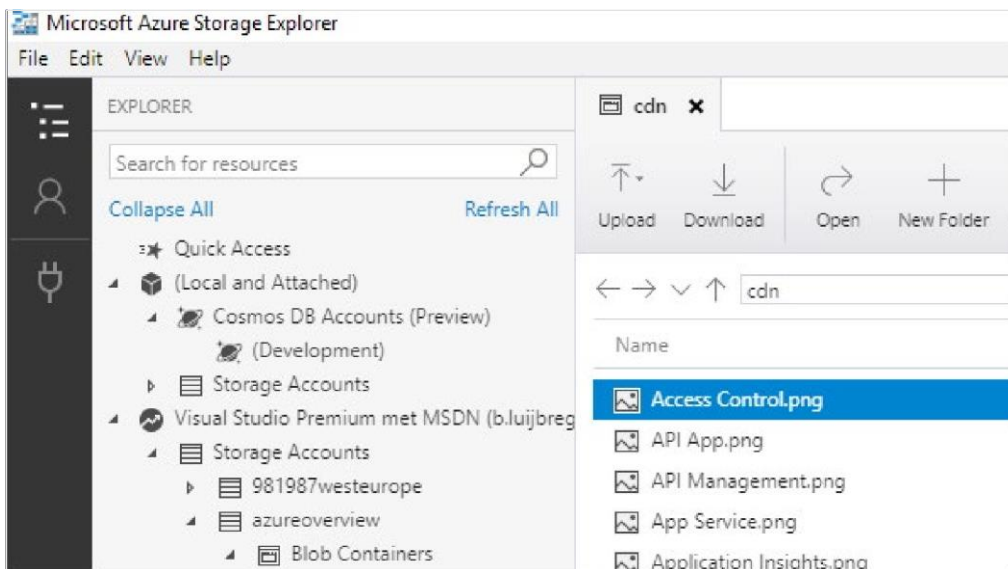 Microsoft Azure Storage Explorer
File Edit View Help
EXPLORER
Search for resources
Collapse All Refresh All
Quick Access
(Local and Attached)
Cosmos DB Accounts (Preview)
(Development)
Storage Accounts
Visual Studio Premium met MSDN (b.luijbreg
Storage Accounts
981987westeurope
azureoverview
Blob Containers
cdn
Upload Download Open New Folder
cdn
Name
Access Control.png
API App.png
API Management.png
App Service.png
Application Insights.png